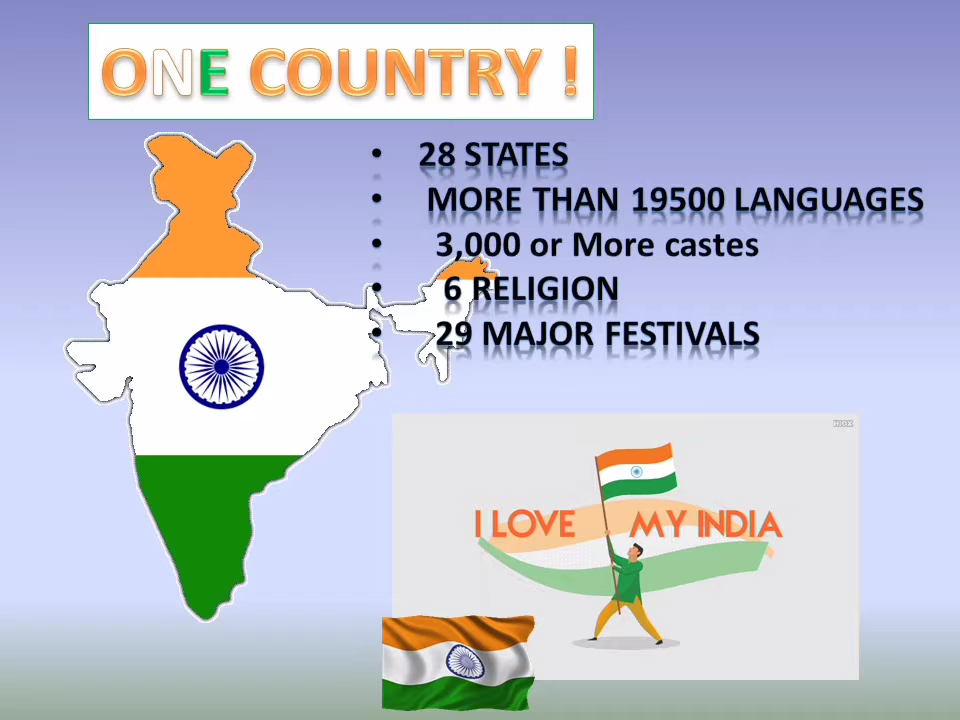 ONE COUNTRY !
• 28 STATES
• MORE THAN 19500 LANGUAGES
• 3,000 or More castes
• 6 RELIGION
• 29 MAJOR FESTIVALS
I LOVE MY INDIA